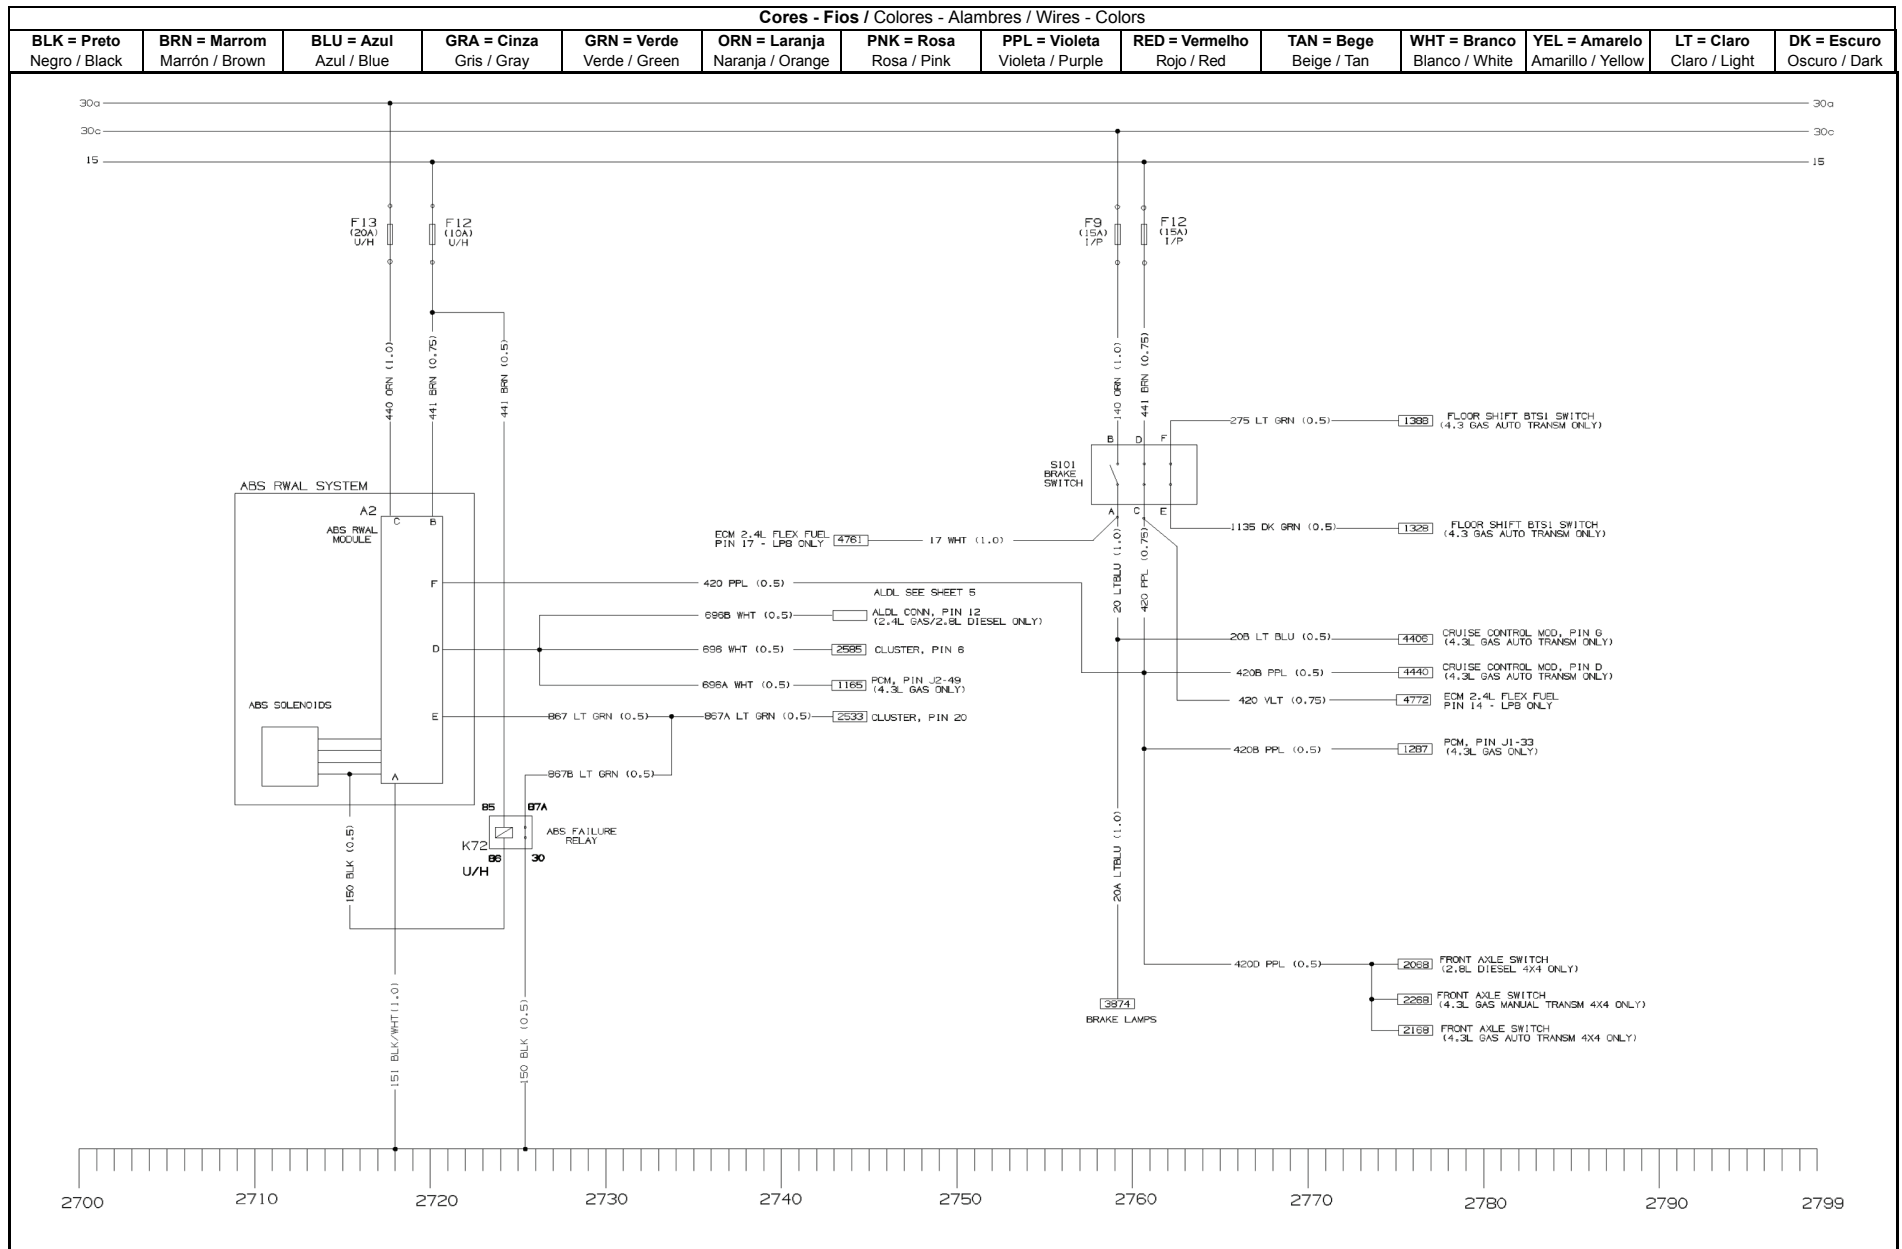 Cores - Fios / Colores - Alambres / Wires - Colors
BLK = Preto
Negro / Black
BRN = Marrom
Marrón / Brown
BLU = Azul
Azul / Blue
GRA = Cinza
Gris / Gray
GRN = Verde
Verde / Green
ORN = Laranja
Naranja / Orange
PNK = Rosa
Rosa / Pink
PPL = Violeta
Violeta / Purple
RED = Vermelho
Rojo / Red
TAN = Bege
Beige / Tan
WHT = Branco
Blanco / White
YEL = Amarelo
Amarillo / Yellow
LT = Claro
Claro / Light
DK = Escuro
Oscuro / Dark
30a
30a
30c
30c
15
15
F13
(20A)
U/H
F12
(10A)
U/H
F9
(15A)
I/P
F12
(15A)
I/P
440 ORN (1.0)
441 BRN (0.75)
441 BRN (0.5)
140 ORN (1.0)
441 BRN (0.75)
275 LT GRN (0.5)
1388
FLOOR SHIFT BTS1 SWITCH
(4.3 GAS AUTO TRANSM ONLY)
B
D
F
S101
BRAKE
SWITCH
A
C
E
1135 DK GRN (0.5)
1328
FLOOR SHIFT BTS1 SWITCH
(4.3 GAS AUTO TRANSM ONLY)
ABS RWAL SYSTEM
A2
ABS RWAL
MODULE
C
B
ECM 2.4L FLEX FUEL
PIN 17 - LPB ONLY
4761
17 WHT (1.0)
20 LTBLU (1.0)
420 PPL (0.75)
F
420 PPL (0.5)
ALDL SEE SHEET 5
696B WHT (0.5)
ALDL CONN, PIN 12
(2.4L GAS/2.8L DIESEL ONLY)
D
696 WHT (0.5)
2585
CLUSTER, PIN 6
696A WHT (0.5)
1165
PCM, PIN J2-49
(4.3L GAS ONLY)
20B LT BLU (0.5)
4406
CRUISE CONTROL MOD, PIN G
(4.3L GAS AUTO TRANSM ONLY)
420B PPL (0.5)
4440
CRUISE CONTROL MOD, PIN D
(4.3L GAS AUTO TRANSM ONLY)
420 VLT (0.75)
4772
ECM 2.4L FLEX FUEL
PIN 14 - LPB ONLY
ABS SOLENOIDS
E
867 LT GRN (0.5)
867A LT GRN (0.5)
2533
CLUSTER, PIN 20
420B PPL (0.5)
1287
PCM, PIN J1-33
(4.3L GAS ONLY)
A
867B LT GRN (0.5)
85
87A
K72
U/H
86
30
ABS FAILURE
RELAY
150 BLK (0.5)
20A LTBLU (1.0)
420D PPL (0.5)
2068
FRONT AXLE SWITCH
(2.8L DIESEL 4X4 ONLY)
2268
FRONT AXLE SWITCH
(4.3L GAS MANUAL TRANSM 4X4 ONLY)
2168
FRONT AXLE SWITCH
(4.3L GAS AUTO TRANSM 4X4 ONLY)
3874
BRAKE LAMPS
151 BLK/WHT(1.0)
150 BLK (0.5)
2700
2710
2720
2730
2740
2750
2760
2770
2780
2790
2799